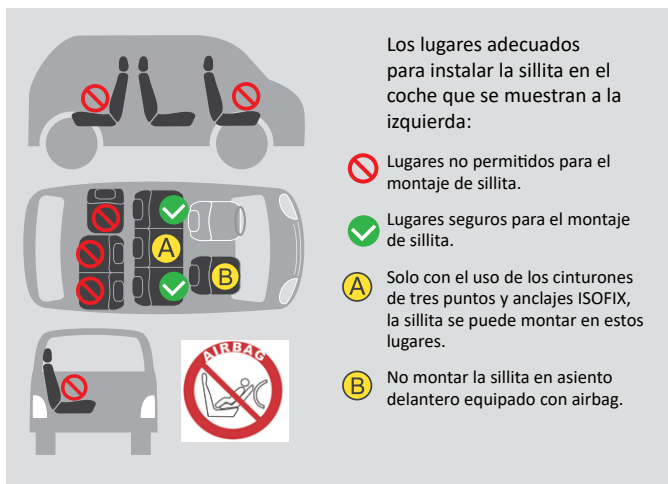 Los lugares adecuados
para instalar la sillita en el
coche que se muestran a la
izquierda:
Lugares no permitidos para el
montaje de sillita.
Lugares seguros para el montaje
de sillita.
A
Solo con el uso de los cinturones
de tres puntos y anclajes ISOFIX,
la sillita se puede montar en estos
lugares.
B
No montar la sillita en asiento
delantero equipado con airbag.
A
B
AIRBAG